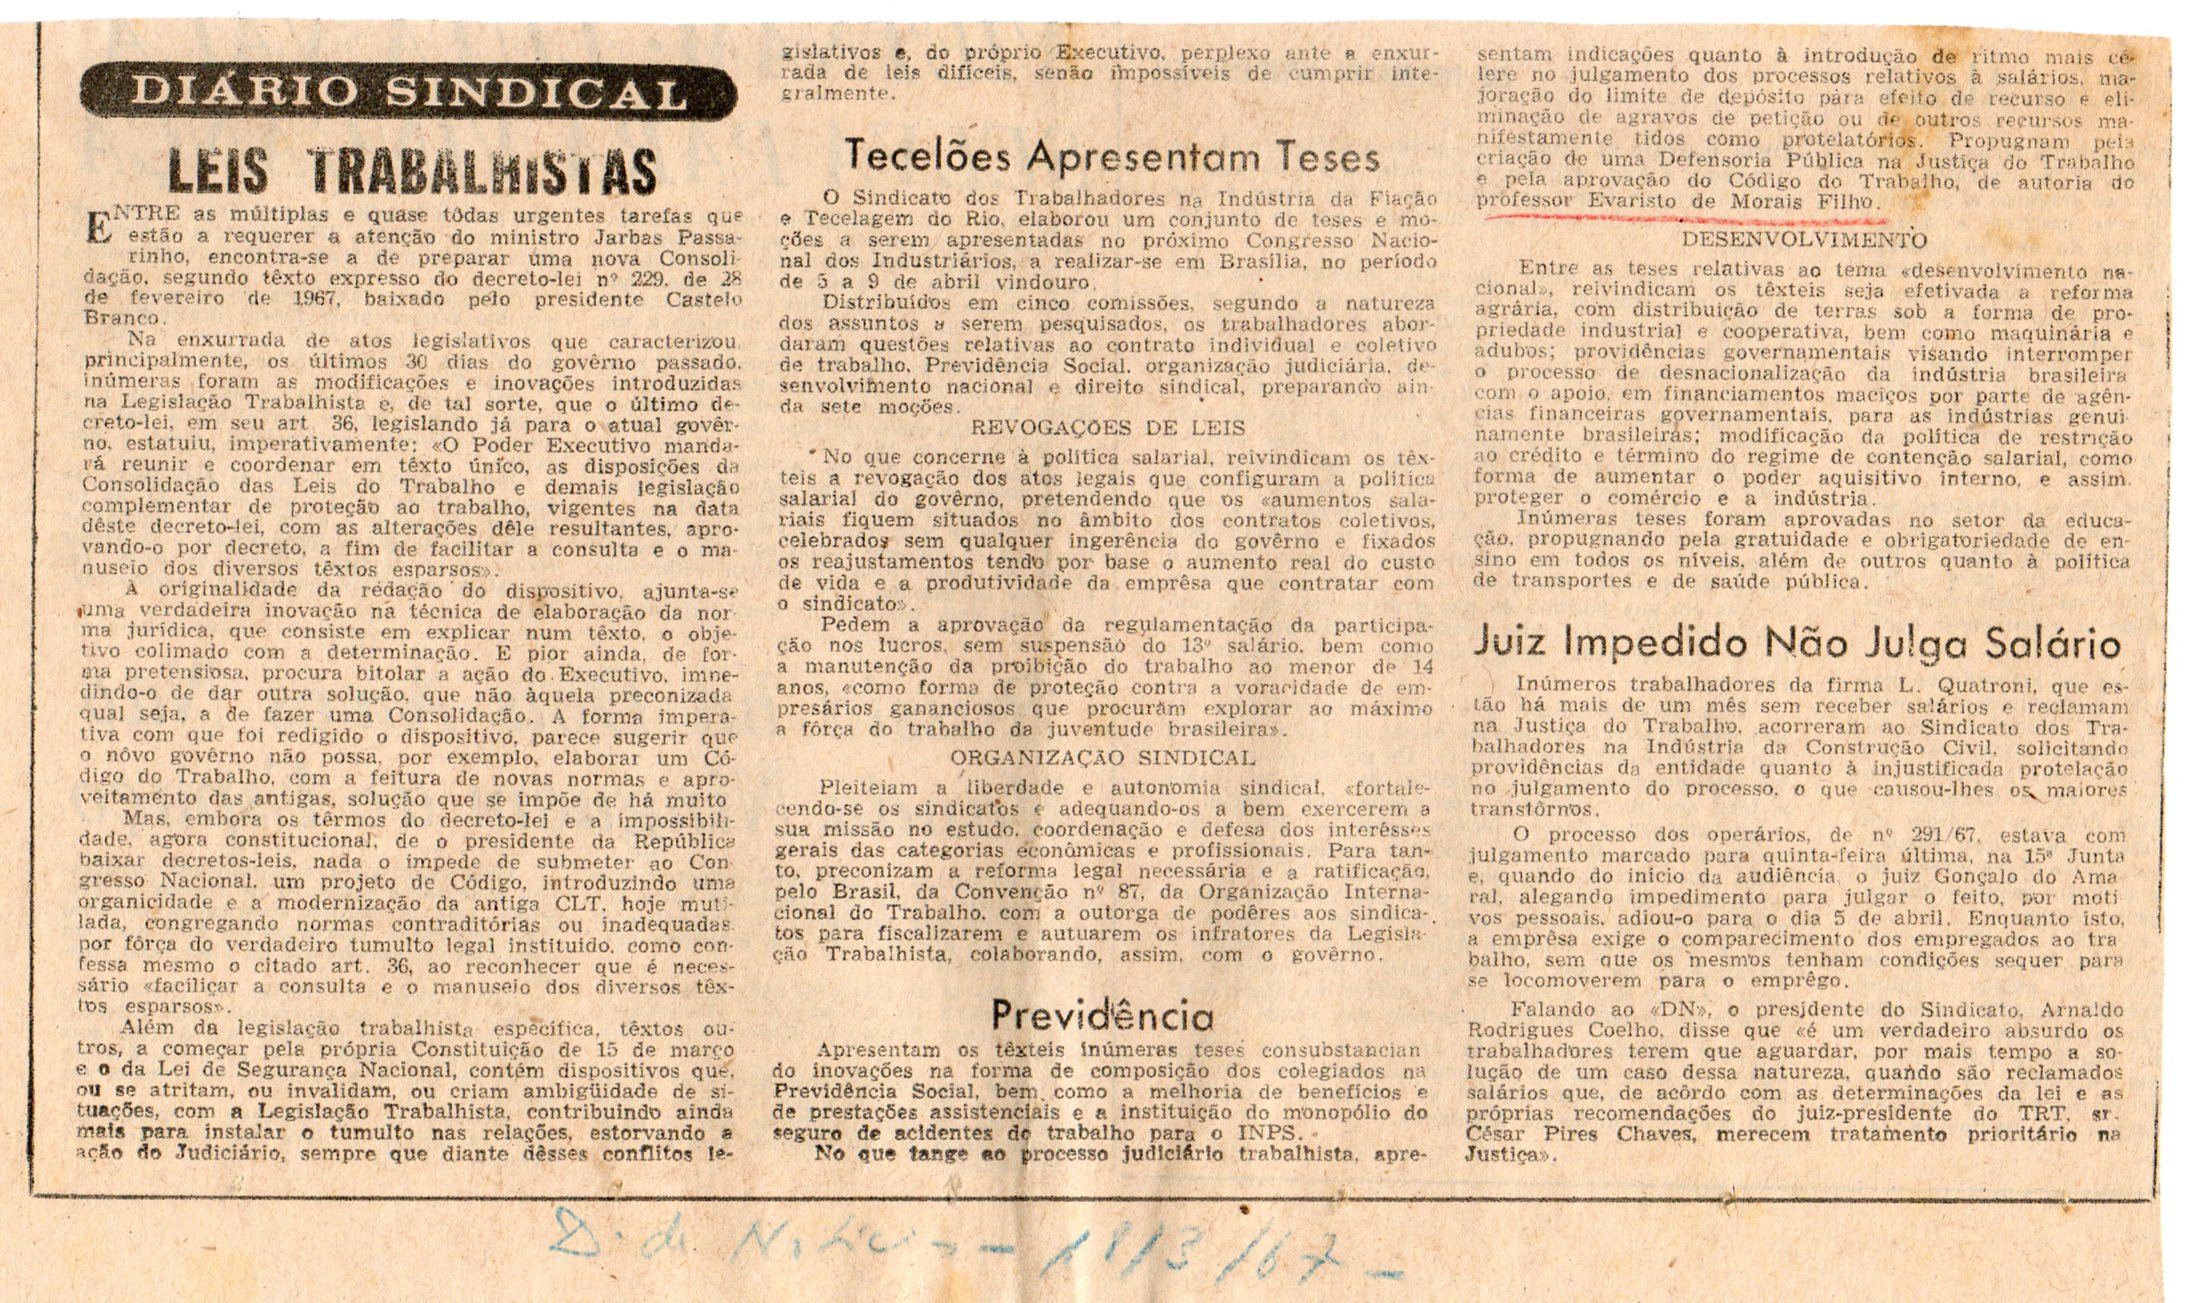 DIÁRIO SINDICAL
LEIS TRABALHISTAS
ENTRE as múltiplas e quase tôdas urgentes tarefas que
estão a requerer a atenção do ministro Jarbas Passa-
rinho, encontra-se a de preparar uma nova Consoli-
dação, segundo têxto expresso do decreto-lei nº 229, de 28
de fevereiro de 1967, baixado pelo presidente Castelo
Branco.
Na enxurrada de atos legislativos que caracterizou,
principalmente, os últimos 30 dias do govêrno passado,
inúmeras foram as modificações e inovações introduzidas
na Legislação Trabalhista e, de tal sorte, que o último de-
creto-lei, em seu art. 36, legislando já para o atual govêr-
no, estatuiu, imperativamente: «O Poder Executivo manda-
rá reunir e coordenar em têxto único, as disposições da
Consolidação das Leis do Trabalho e demais legislação
complementar de proteção ao trabalho, vigentes na data
dêste decreto-lei, com as alterações dêle resultantes, apro-
vando-o por decreto, a fim de facilitar a consulta e o ma-
nuseio dos diversos têxtos esparsos».
À originalidade da redação do dispositivo, ajunta-se
uma verdadeira inovação na técnica de elaboração da nor-
ma jurídica, que consiste em explicar num têxto, o obje-
tivo colimado com a determinação. E pior ainda, de for-
ma pretensiosa, procura bitolar a ação do Executivo, impe-
dindo-o de dar outra solução, que não àquela preconizada
qual seja, a de fazer uma Consolidação. A forma impera-
tiva com que foi redigido o dispositivo, parece sugerir que
o nôvo govêrno não possa, por exemplo, elaborar um Có-
digo do Trabalho, com a feitura de novas normas e apro-
veitamento das antigas, solução que se impõe de há muito
Mas, embora os têrmos do decreto-lei e a impossibili-
dade, agora constitucional, de o presidente da República
baixar decretos-leis, nada o impede de submeter ao Con-
gresso Nacional, um projeto de Código, introduzindo uma
organicidade e a modernização da antiga CLT, hoje muti-
lada, congregando normas contraditórias ou inadequadas
por fôrça do verdadeiro tumulto legal instituido, como con-
fessa mesmo o citado art. 36, ao reconhecer que é neces-
sário «faciliçar a consulta e o manuseio dos diversos têx-
tos esparsos».
Além da legislação trabalhista específica, têxtos ou-
tros, a começar pela própria Constituição de 15 de março
e o da Lei de Segurança Nacional, contém dispositivos que,
ou se atritam, ou invalidam, ou criam ambigüidade de si-
tuações, com a Legislação Trabalhista, contribuindo ainda
mais para instalar o tumulto nas relações, estorvando a
ação do Judiciário, sempre que diante dêsses conflitos le-
gislativos e, do próprio Executivo, perplexo ante a enxur-
rada de leis difíceis, senão impossíveis de cumprir inte-
gralmente.
Tecelões Apresentam Teses
O Sindicato dos Trabalhadores na Indústria da Fiação
e Tecelagem do Rio, elaborou um conjunto de teses e mo-
ções a serem apresentadas no próximo Congresso Nacio-
nal dos Industriários, a realizar-se em Brasília, no período
de 5 a 9 de abril vindouro.
Distribuídos em cinco comissões, segundo a natureza
dos assuntos a serem pesquisados, os trabalhadores abor-
daram questões relativas ao contrato individual e coletivo
de trabalho, Previdência Social, organização judiciária, de-
senvolvimento nacional e direito sindical, preparando ain-
da sete moções.
REVOGAÇÕES DE LEIS
No que concerne à política salarial, reivindicam os têx-
teis a revogação dos atos legais que configuram a política
salarial do govêrno, pretendendo que os «aumentos sala-
riais fiquem situados no âmbito dos contratos coletivos,
celebrados sem qualquer ingerência do govêrno e fixados
os reajustamentos tendo por base o aumento real do custo
de vida e a produtividade da emprêsa que contratar com
o sindicato».
Pedem a aprovação da regulamentação da participa-
ção nos lucros, sem suspensão do 13º salário, bem como
a manutenção da proibição do trabalho ao menor de 14
anos, «como forma de proteção contra a voracidade de em-
presários gananciosos que procuram explorar ao máximo
a fôrça do trabalho da juventude brasileira».
ORGANIZAÇÃO SINDICAL
Pleiteiam a liberdade e autonomia sindical, «fortale-
cendo-se os sindicatos e adequando-os a bem exercerem a
sua missão no estudo, coordenação e defesa dos interêsses
gerais das categorias econômicas e profissionais. Para tan-
to, preconizam a reforma legal necessária e a ratificação,
pelo Brasil, da Convenção nº 87, da Organização Interna-
cional do Trabalho, com a outorga de podêres aos sindica-
tos para fiscalizarem e autuarem os infratores da Legisla-
ção Trabalhista, colaborando, assim, com o govêrno.
Previdência
Apresentam os têxteis inúmeras teses consubstancian
do inovações na forma de composição dos colegiados na
Previdência Social, bem como a melhoria de benefícios e
de prestações assistenciais e a instituição do monopólio do
seguro de acidentes do trabalho para o INPS.
No que tange ao processo judiciário trabalhista, apre-
sentam indicações quanto à introdução de ritmo mais cé-
lere no julgamento dos processos relativos à salários, ma-
joração do limite de depósito para efeito de recurso e eli-
minação de agravos de petição ou de outros recursos ma-
nifestamente tidos como protelatórios. Propugnam pela
criação de uma Defensoria Pública na Justiça do Trabalho
e pela aprovação do Código do Trabalho, de autoria do
professor Evaristo de Morais Filho.
DESENVOLVIMENTO
Entre as teses relativas ao tema «desenvolvimento na-
cional», reivindicam os têxteis seja efetivada a reforma
agrária, com distribuição de terras sob a forma de pro-
priedade industrial e cooperativa, bem como maquinária e
adubos; providências governamentais visando interromper
o processo de desnacionalização da indústria brasileira
com o apoio, em financiamentos maciços por parte de agên-
cias financeiras governamentais, para as indústrias genui
namente brasileiras; modificação da política de restrição
ao crédito e término do regime de contenção salarial, como
forma de aumentar o poder aquisitivo interno, e assim,
proteger o comércio e a indústria.
Inúmeras teses foram aprovadas no setor da educa-
ção, propugnando pela gratuidade e obrigatoriedade de en-
sino em todos os níveis, além de outros quanto à política
de transportes e de saúde pública.
Juiz Impedido Não Julga Salário
Inúmeros trabalhadores da firma L. Quatroni, que es-
tão há mais de um mês sem receber salários e reclamam
na Justiça do Trabalho, acorreram ao Sindicato dos Tra-
balhadores na Indústria da Construção Civil, solicitando
providências da entidade quanto à injustificada protelação
no julgamento do processo, o que causou-lhes os maiores
transtôrnos.
O processo dos operários, de nº 291/67, estava com
julgamento marcado para quinta-feira última, na 15ª Junta
e, quando do início da audiência, o juiz Gonçalo do Ama
ral, alegando impedimento para julgar o feito, por moti
vos pessoais, adiou-o para o dia 5 de abril. Enquanto isto,
a emprêsa exige o comparecimento dos empregados ao tra
balho, sem que os mesmos tenham condições sequer para
se locomoverem para o emprêgo.
Falando ao «DN», o presjdente do Sindicato, Arnaldo
Rodrigues Coelho, disse que «é um verdadeiro absurdo os
trabalhadores terem que aguardar, por mais tempo a so-
lução de um caso dessa natureza, quando são reclamados
salários que, de acôrdo com as determinações da lei e as
próprias recomendações do juiz-presidente do TRT, sr.
César Pires Chaves, merecem tratamento prioritário na
Justiça».
D. de Notícias - 18/3/67 -